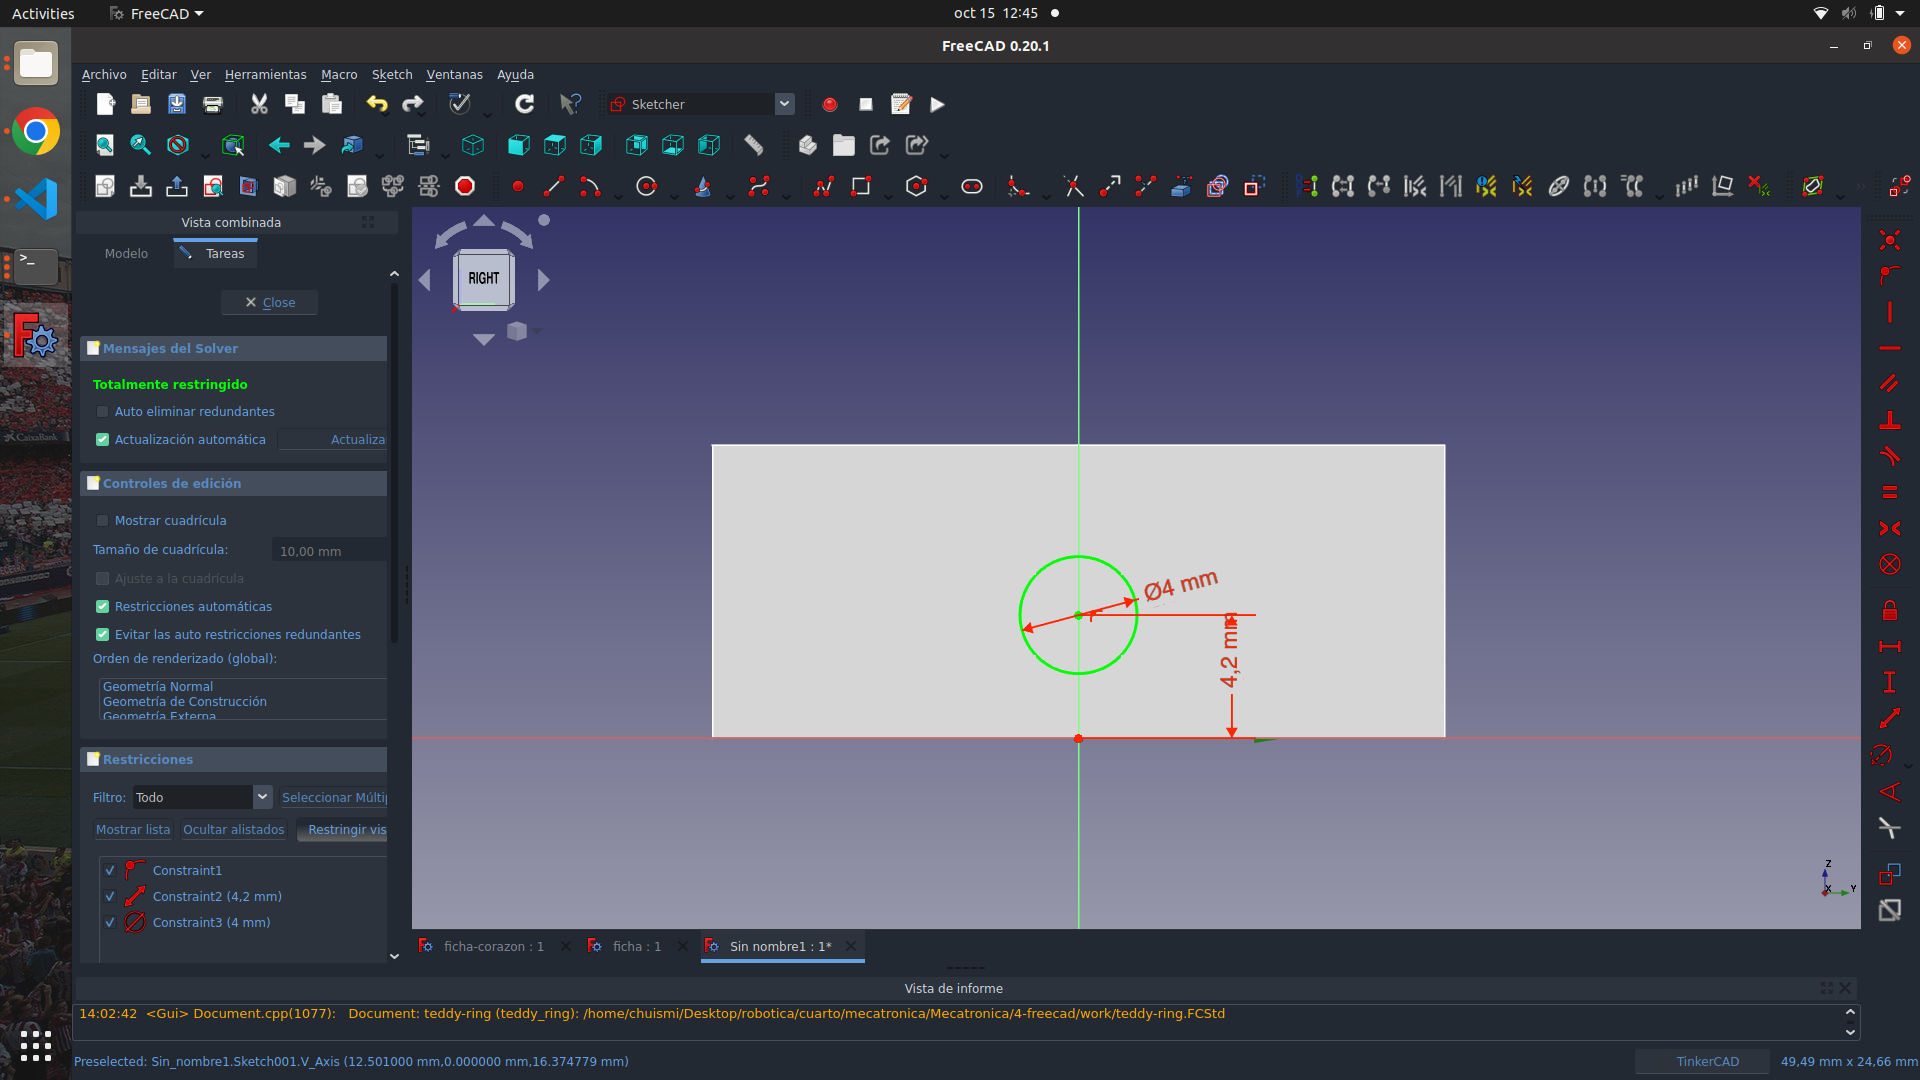 Activities
FreeCAD
oct 15 12:45
FreeCAD 0.20.1
Archivo Editar Ver Herramientas Macro Sketch Ventanas Ayuda
Sketcher
Vista combinada
Modelo
Tareas
Close
Mensajes del Solver
Totalmente restringido
Auto eliminar redundantes
Actualización automática
Actualiza
Controles de edición
Mostrar cuadrícula
Tamaño de cuadrícula:
10,00 mm
Ajuste a la cuadrícula
Restricciones automáticas
Evitar las auto restricciones redundantes
Orden de renderizado (global):
Geometría Normal
Geometría de Construcción
Geometría Externa
Restricciones
Filtro: Todo
Seleccionar Múltip
Mostrar lista Ocultar alistados Restringir vis
Constraint1
Constraint2 (4,2 mm)
Constraint3 (4 mm)
RIGHT
Ø4 mm
4,2 mm
Z
X
Y
ficha-corazon : 1
ficha : 1
Sin nombre1 : 1*
Vista de informe
14:02:42 <Gui> Document.cpp(1077): Document: teddy-ring (teddy_ring): /home/chuismi/Desktop/robotica/cuarto/mecatronica/Mecatronica/4-freecad/work/teddy-ring.FCStd
Preselected: Sin_nombre1.Sketch001.V_Axis (12.501000 mm,0.000000 mm,16.374779 mm)
TinkerCAD
49,49 mm x 24,66 mm
CaixaBank
>_